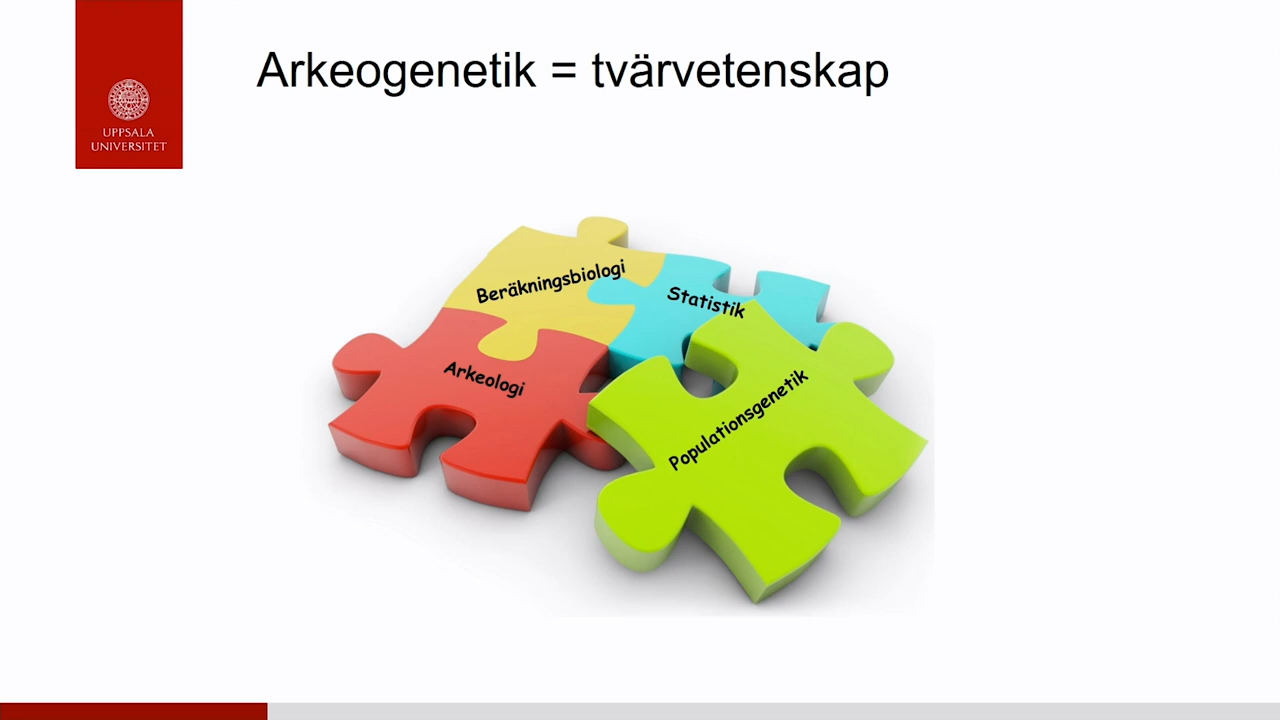 Arkeogenetik = tvärvetenskap
UPPSALA
UNIVERSITET
Beräkningsbiologi
Statistik
Arkeologi
Populationsgenetik